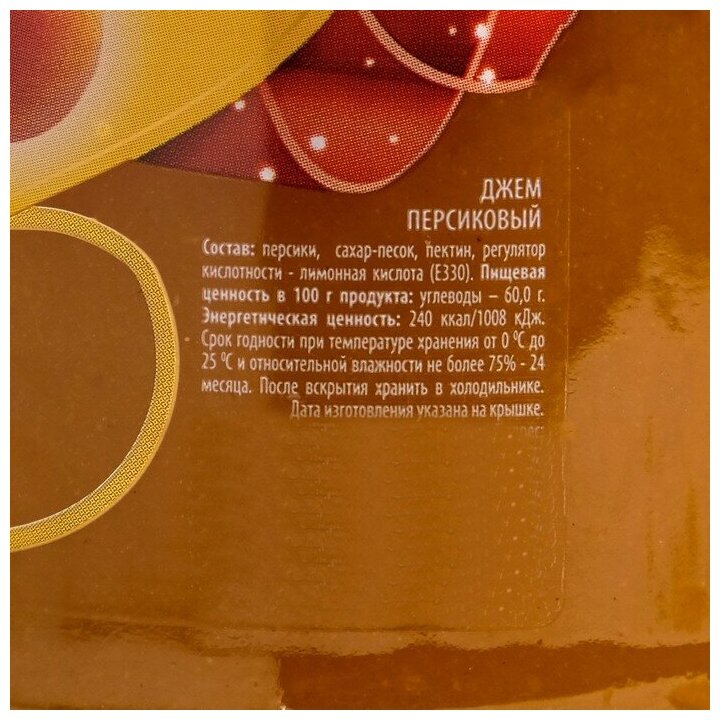 ДЖЕМ
ПЕРСИКОВЫЙ
Состав: персики, сахар-песок, пектин, регулятор
кислотности - лимонная кислота (Е330). Пищевая
ценность в 100 г продукта: углеводы – 60,0 г.
Энергетическая ценность: 240 ккал/1008 кДж.
Срок годности при температуре хранения от 0 ⁰С до
25 ⁰С и относительной влажности не более 75% - 24
месяца. После вскрытия хранить в холодильнике.
Дата изготовления указана на крышке.